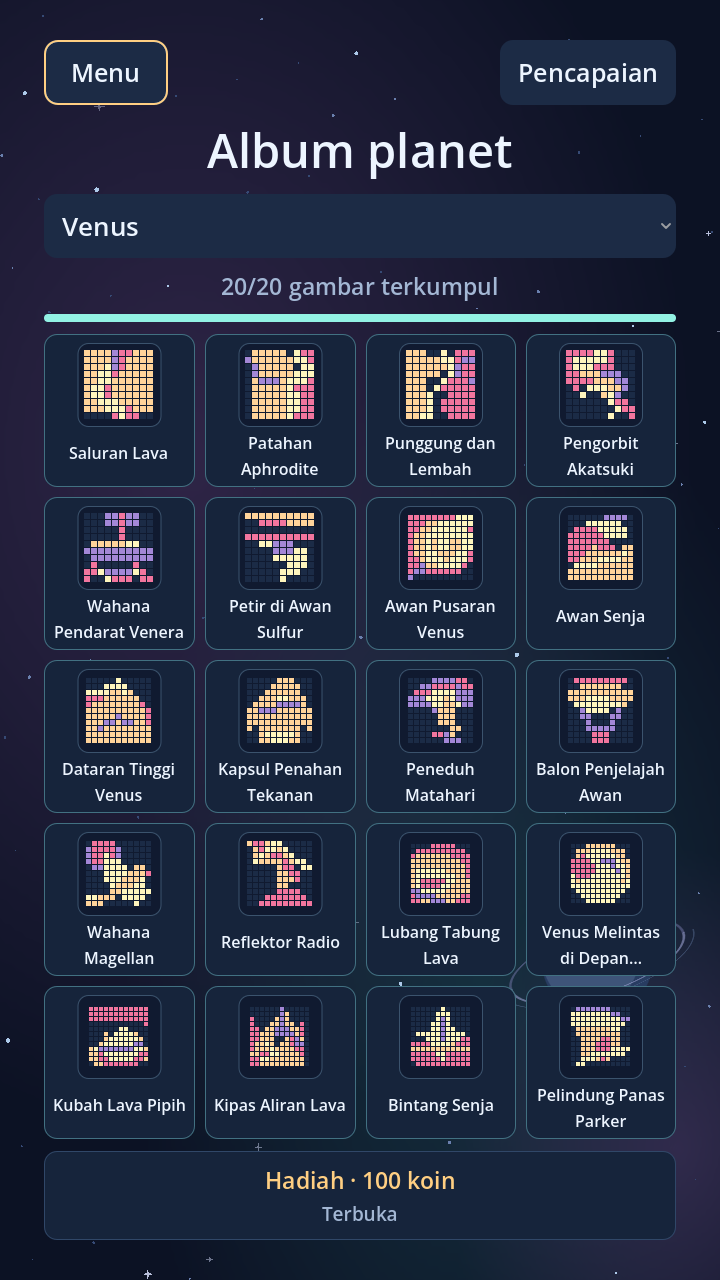 Menu
Pencapaian
Album planet
Venus
20/20 gambar terkumpul
Saluran Lava
Patahan
Aphrodite
Punggung dan
Lembah
Pengorbit
Akatsuki
Wahana
Pendarat Venera
Petir di Awan
Sulfur
Awan Pusaran
Venus
Awan Senja
Dataran Tinggi
Venus
Kapsul Penahan
Tekanan
Peneduh
Matahari
Balon Penjelajah
Awan
Wahana
Magellan
Reflektor Radio
Lubang Tabung
Lava
Venus Melintas
di Depan...
Kubah Lava Pipih
Kipas Aliran Lava
Bintang Senja
Pelindung Panas
Parker
Hadiah · 100 koin
Terbuka